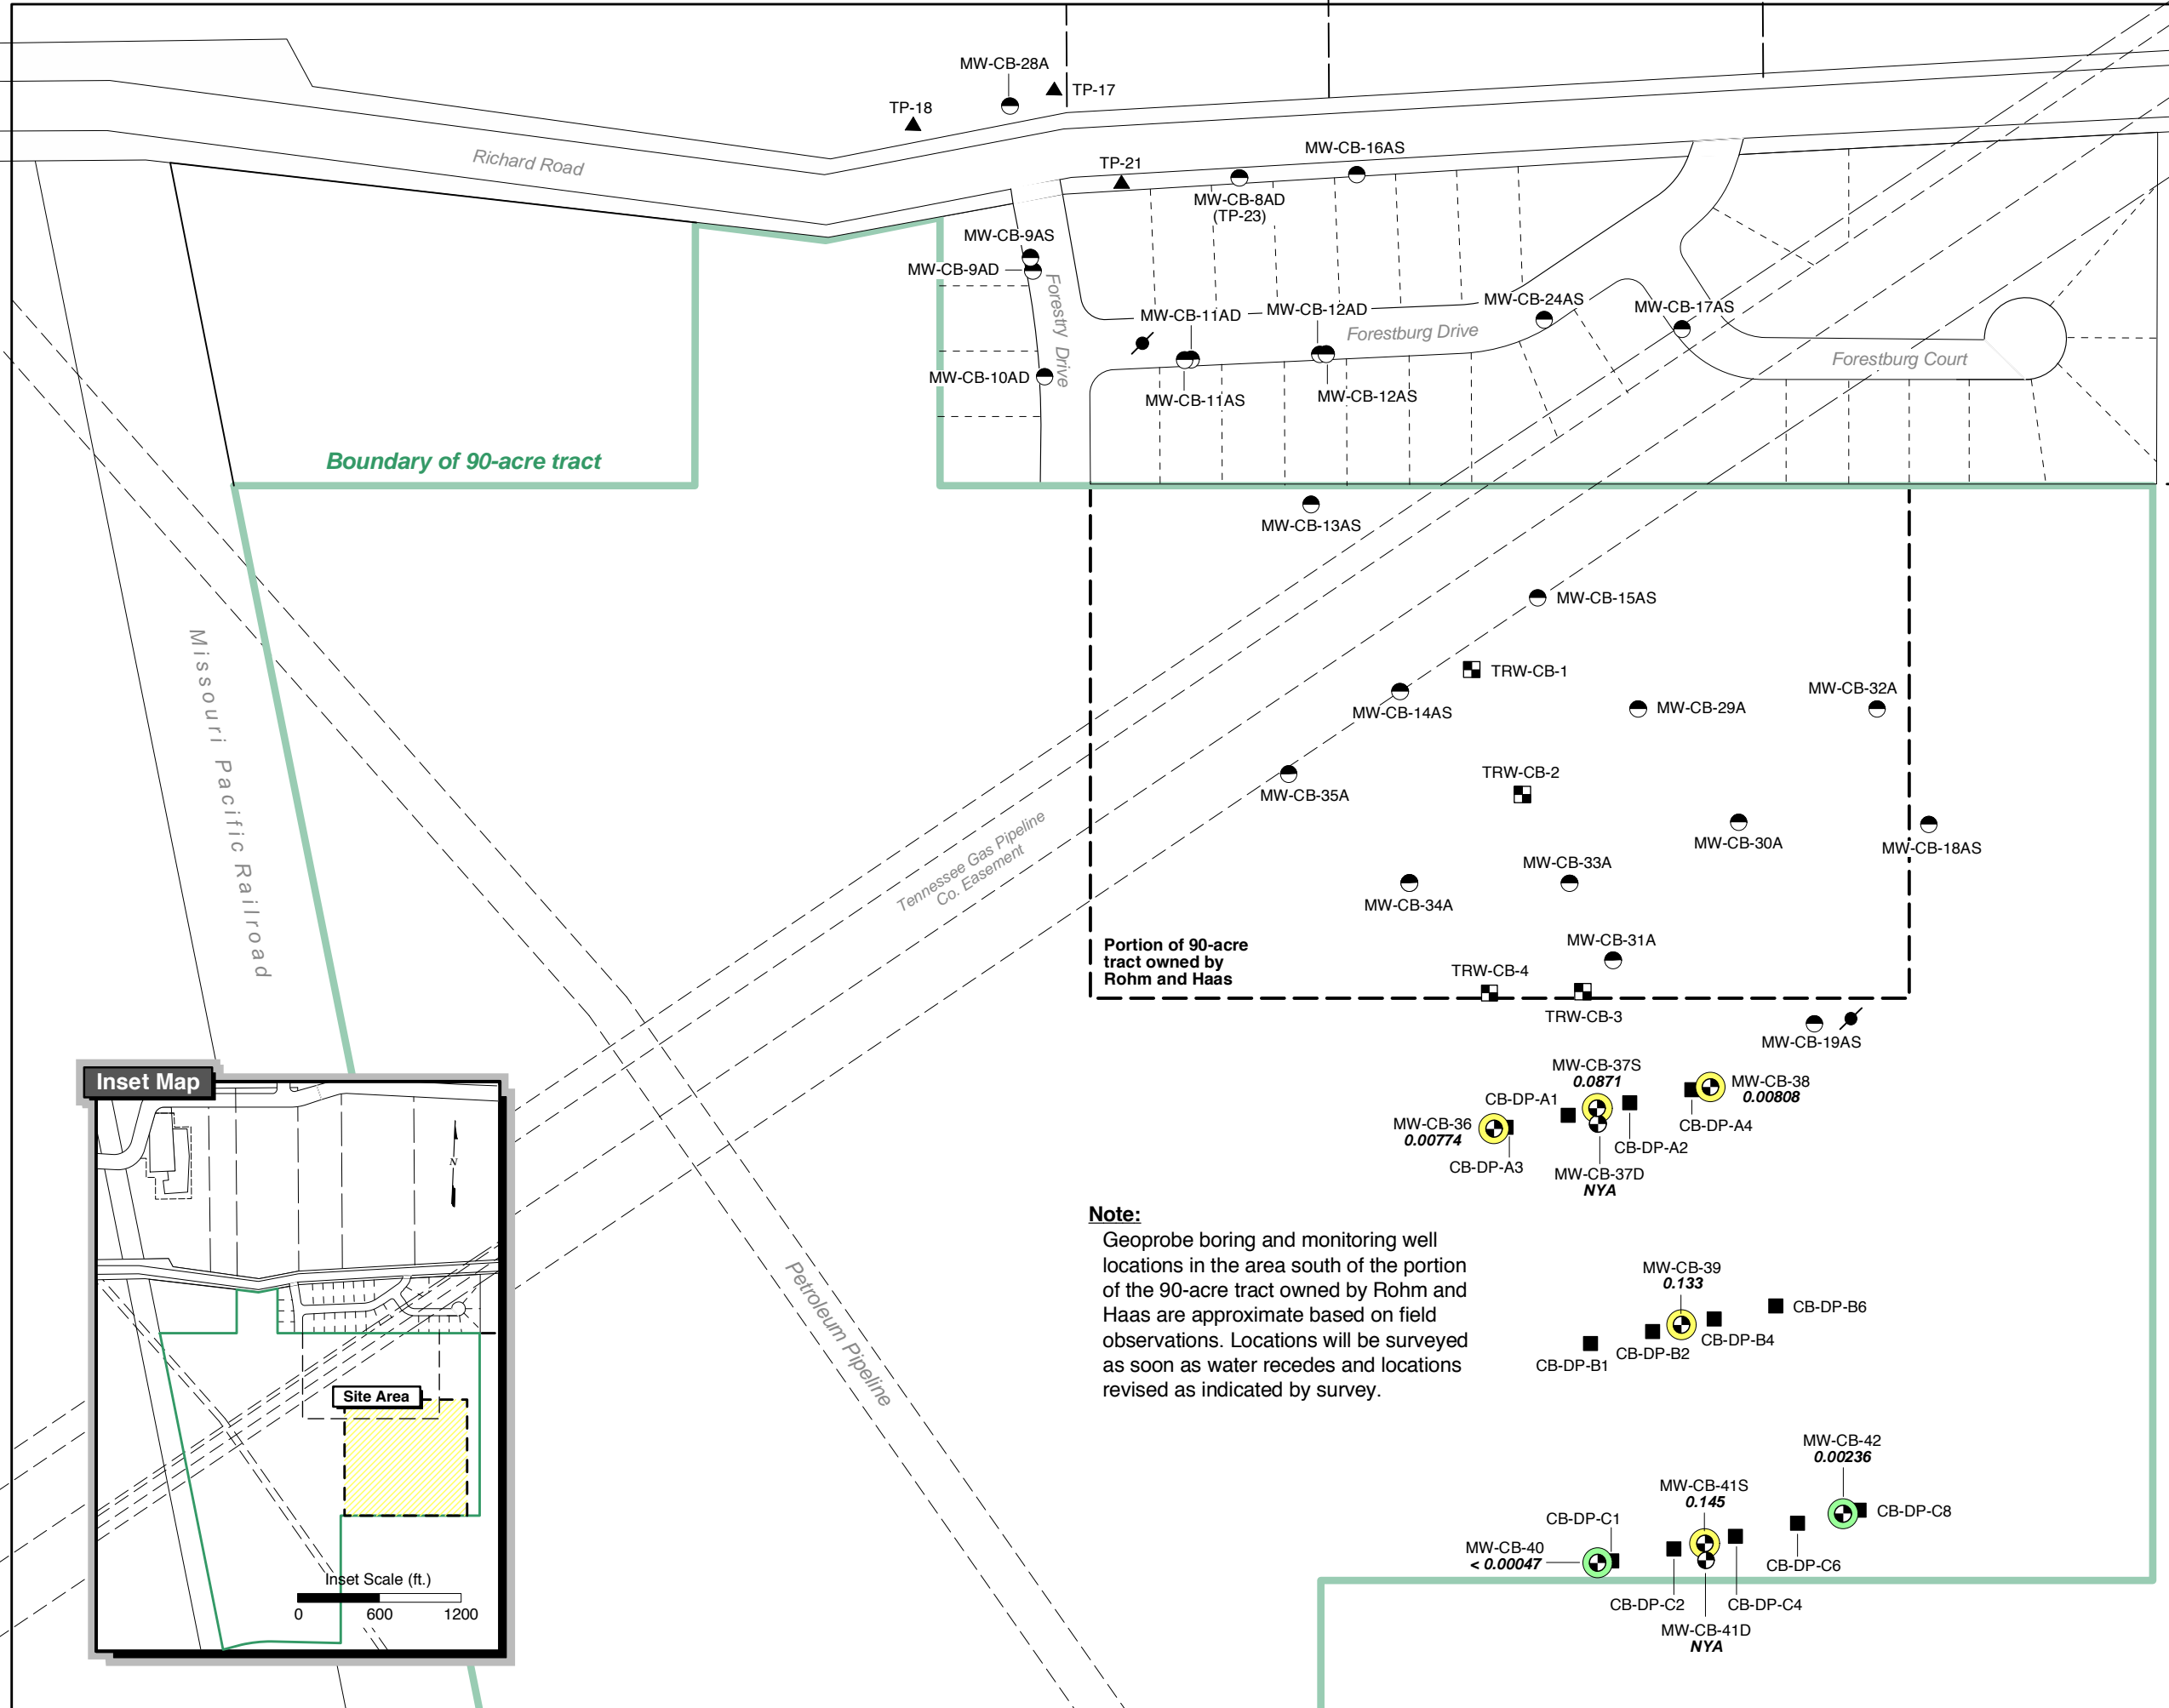 MW-CB-28A
TP-17
TP-18
Richard Road
TP-21
MW-CB-16AS
MW-CB-8AD
(TP-23)
MW-CB-9AS
MW-CB-9AD
Forestry Drive
MW-CB-11AD
MW-CB-12AD
MW-CB-24AS
MW-CB-17AS
Forestburg Drive
Forestburg Court
MW-CB-10AD
MW-CB-11AS
MW-CB-12AS
Boundary of 90-acre tract
MW-CB-13AS
MW-CB-15AS
Missouri Pacific Railroad
TRW-CB-1
MW-CB-14AS
MW-CB-29A
MW-CB-32A
TRW-CB-2
MW-CB-35A
MW-CB-30A
MW-CB-18AS
Tennessee Gas Pipeline
Co. Easement
MW-CB-33A
MW-CB-34A
Portion of 90-acre
tract owned by
Rohm and Haas
MW-CB-31A
TRW-CB-4
TRW-CB-3
MW-CB-19AS
MW-CB-37S
0.0871
MW-CB-38
0.00808
CB-DP-A1
MW-CB-36
0.00774
CB-DP-A4
CB-DP-A2
CB-DP-A3
MW-CB-37D
NYA
Note:
Geoprobe boring and monitoring well
locations in the area south of the portion
of the 90-acre tract owned by Rohm and
Haas are approximate based on field
observations. Locations will be surveyed
as soon as water recedes and locations
revised as indicated by survey.
Petroleum Pipeline
MW-CB-39
0.133
CB-DP-B6
CB-DP-B4
CB-DP-B2
CB-DP-B1
MW-CB-42
0.00236
MW-CB-41S
0.145
CB-DP-C8
CB-DP-C1
MW-CB-40
< 0.00047
CB-DP-C6
CB-DP-C2
CB-DP-C4
MW-CB-41D
NYA
Inset Map
N
Site Area
Inset Scale (ft.)
0 600 1200